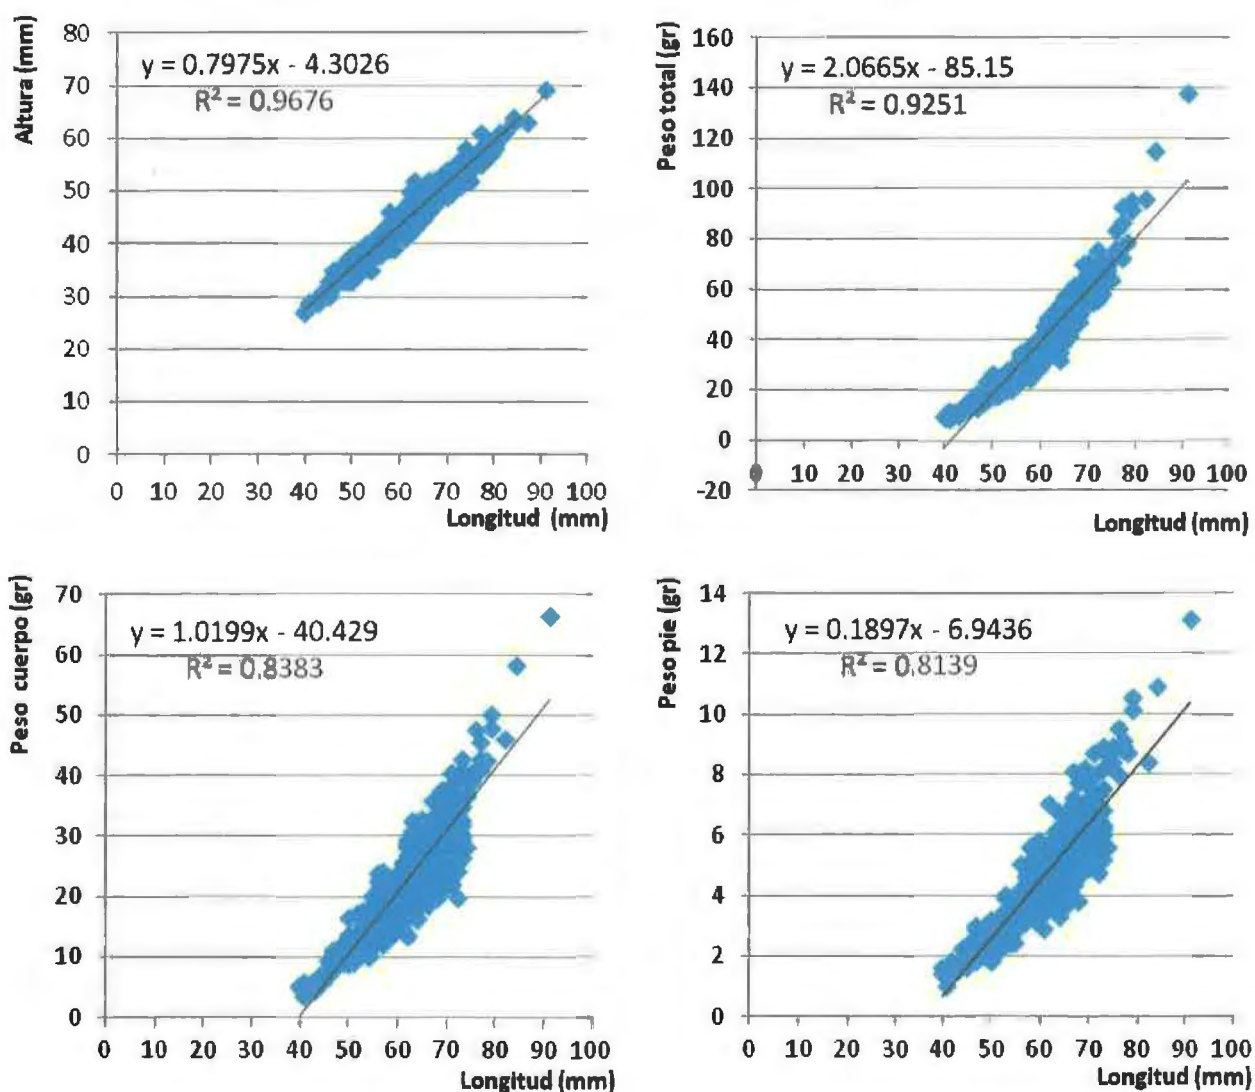 Altura (mm)
80
70
60
50
40
30
20
10
0
y = 0.7975x - 4.3026
R² = 0.9676
0 10 20 30 40 50 60 70 80 90 100
Longitud (mm)
Peso total (gr)
160
140
120
100
80
60
40
20
0
-20
y = 2.0665x - 85.15
R² = 0.9251
0 10 20 30 40 50 60 70 80 90 100
Longitud (mm)
Peso cuerpo (gr)
70
60
50
40
30
20
10
0
y = 1.0199x - 40.429
R² = 0.8383
0 10 20 30 40 50 60 70 80 90 100
Longitud (mm)
Peso pie (gr)
14
12
10
8
6
4
2
0
y = 0.1897x - 6.9436
R² = 0.8139
0 10 20 30 40 50 60 70 80 90 100
Longitud (mm)